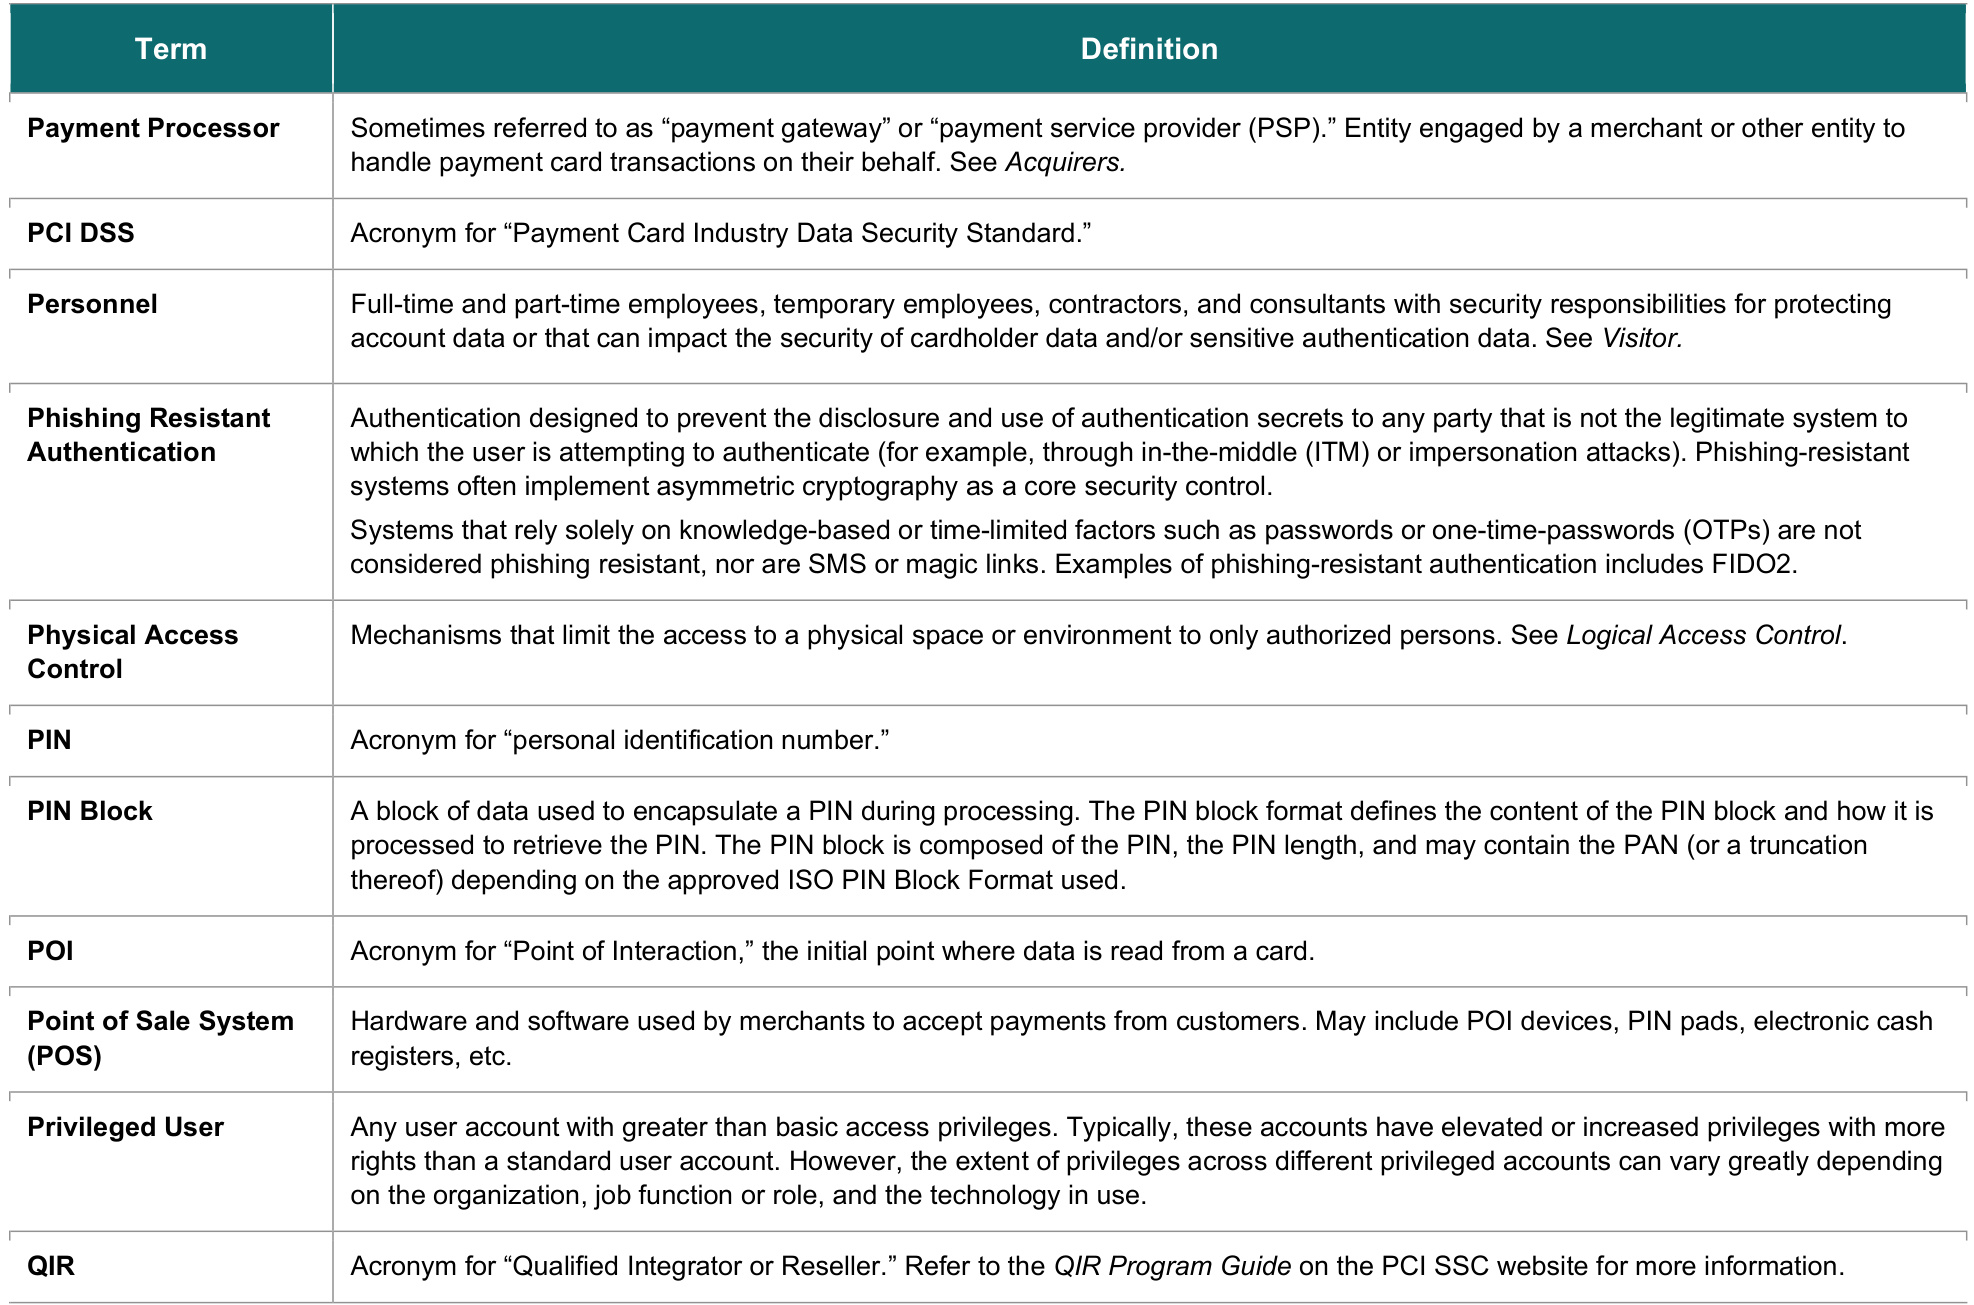 Term
Definition
Payment Processor
Sometimes referred to as “payment gateway” or “payment service provider (PSP).” Entity engaged by a merchant or other entity to
handle payment card transactions on their behalf. See Acquirers.
PCI DSS
Acronym for “Payment Card Industry Data Security Standard.”
Personnel
Full-time and part-time employees, temporary employees, contractors, and consultants with security responsibilities for protecting
account data or that can impact the security of cardholder data and/or sensitive authentication data. See Visitor.
Phishing Resistant
Authentication
Authentication designed to prevent the disclosure and use of authentication secrets to any party that is not the legitimate system to
which the user is attempting to authenticate (for example, through in-the-middle (ITM) or impersonation attacks). Phishing-resistant
systems often implement asymmetric cryptography as a core security control.
Systems that rely solely on knowledge-based or time-limited factors such as passwords or one-time-passwords (OTPs) are not
considered phishing resistant, nor are SMS or magic links. Examples of phishing-resistant authentication includes FIDO2.
Physical Access
Control
Mechanisms that limit the access to a physical space or environment to only authorized persons. See Logical Access Control.
PIN
Acronym for “personal identification number.”
PIN Block
A block of data used to encapsulate a PIN during processing. The PIN block format defines the content of the PIN block and how it is
processed to retrieve the PIN. The PIN block is composed of the PIN, the PIN length, and may contain the PAN (or a truncation
thereof) depending on the approved ISO PIN Block Format used.
POI
Acronym for “Point of Interaction,” the initial point where data is read from a card.
Point of Sale System
(POS)
Hardware and software used by merchants to accept payments from customers. May include POI devices, PIN pads, electronic cash
registers, etc.
Privileged User
Any user account with greater than basic access privileges. Typically, these accounts have elevated or increased privileges with more
rights than a standard user account. However, the extent of privileges across different privileged accounts can vary greatly depending
on the organization, job function or role, and the technology in use.
QIR
Acronym for “Qualified Integrator or Reseller.” Refer to the QIR Program Guide on the PCI SSC website for more information.